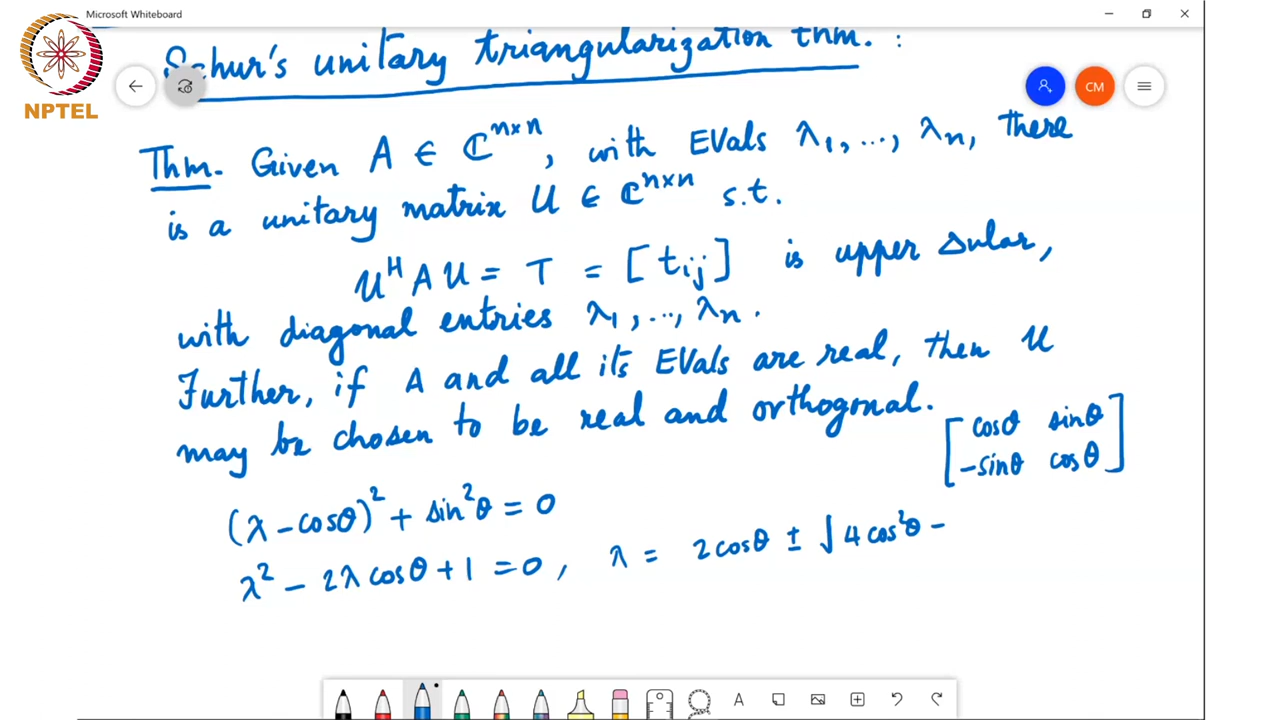 Microsoft Whiteboard
NPTEL
CM
Schur's unitary triangularization thm. :
Thm. Given A ∈ ℂ^{n×n}, with EVals λ₁, ..., λₙ, there
is a unitary matrix U ∈ ℂ^{n×n} s.t.
U^H A U = T = [t_{ij}] is upper Δular,
with diagonal entries λ₁, ..., λₙ.
Further, if A and all its EVals are real, then U
may be chosen to be real and orthogonal.
[cosθ sinθ
-sinθ cosθ]
(λ - cosθ)² + sin²θ = 0
λ² - 2λ cosθ + 1 = 0, λ = 2cosθ ± √4cos²θ -
A